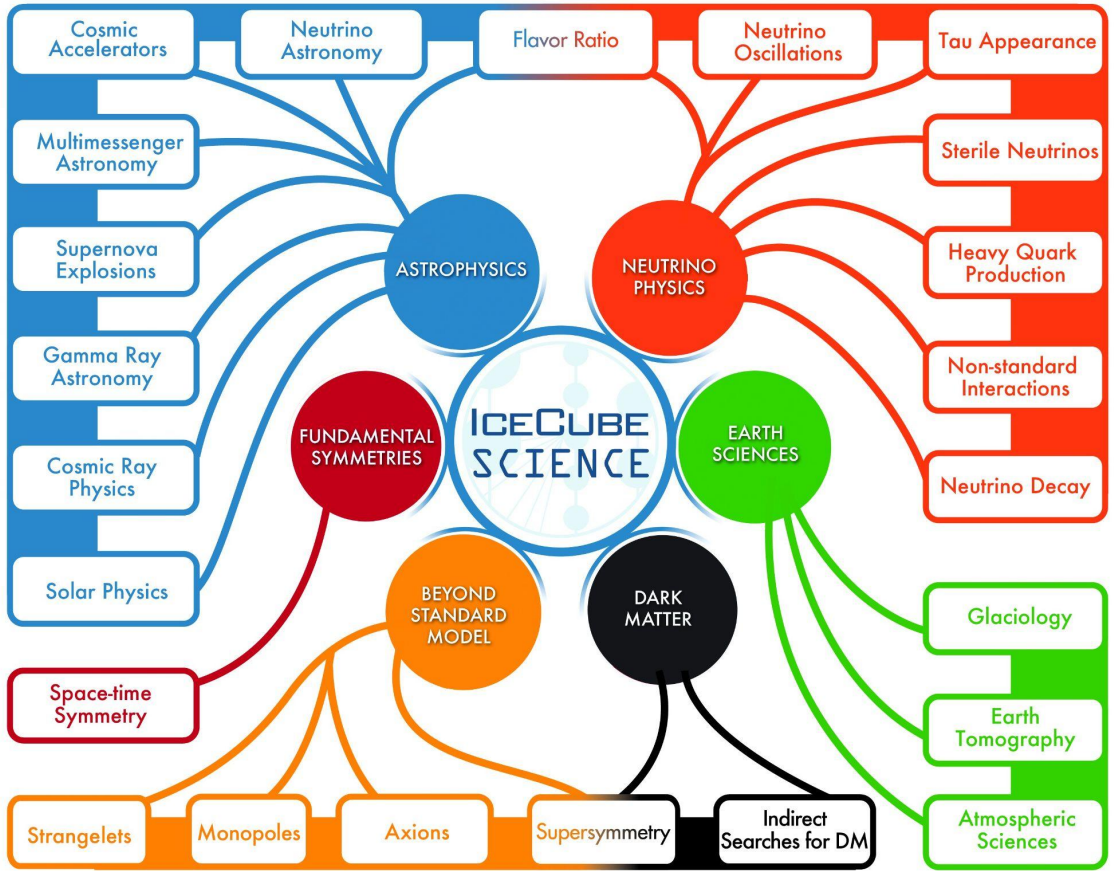 Cosmic
Accelerators
Neutrino
Astronomy
Flavor Ratio
Neutrino
Oscillations
Tau Appearance
Multimessenger
Astronomy
Sterile Neutrinos
Supernova
Explosions
ASTROPHYSICS
NEUTRINO
PHYSICS
Heavy Quark
Production
Gamma Ray
Astronomy
Non-standard
Interactions
FUNDAMENTAL
SYMMETRIES
ICECUBE
SCIENCE
EARTH
SCIENCES
Cosmic Ray
Physics
Neutrino Decay
Solar Physics
BEYOND
STANDARD
MODEL
DARK
MATTER
Glaciology
Space-time
Symmetry
Earth
Tomography
Strangelets
Monopoles
Axions
Supersymmetry
Indirect
Searches for DM
Atmospheric
Sciences